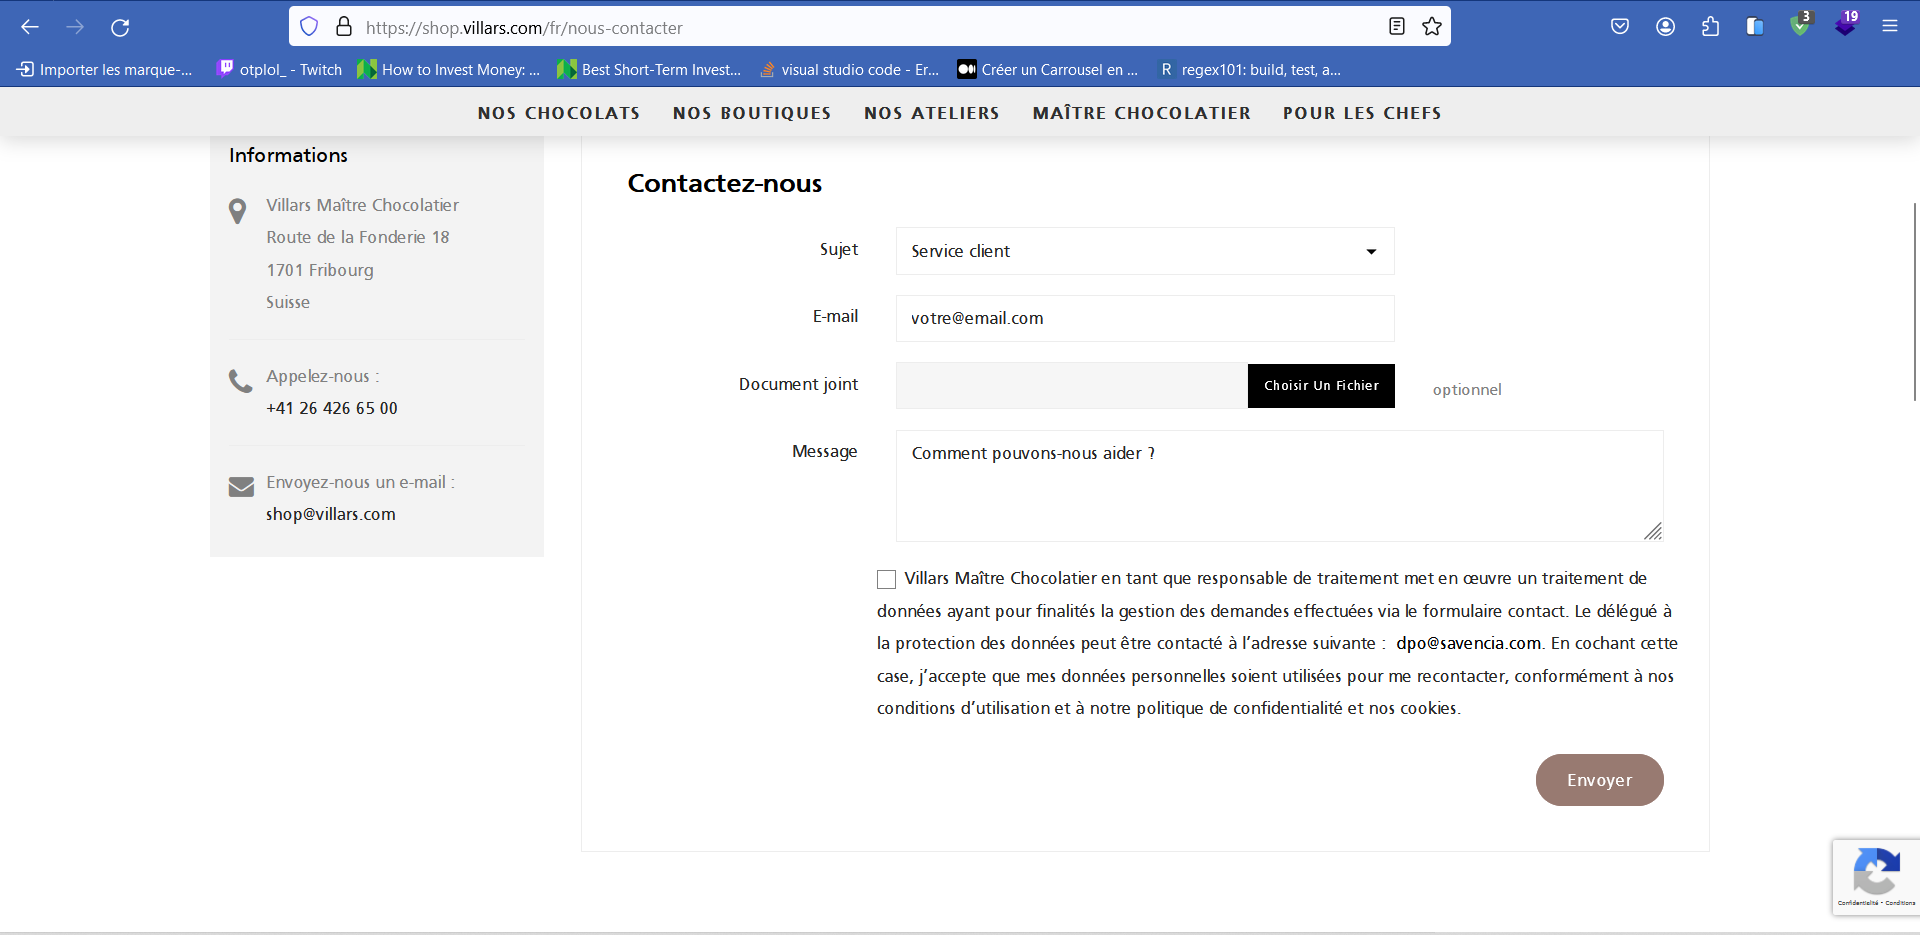 https://shop.villars.com/fr/nous-contacter
3
19
Importer les marque-...
otplol_ - Twitch
How to Invest Money: ...
Best Short-Term Invest...
visual studio code - Er...
Créer un Carrousel en ...
R
regex101: build, test, a...
NOS CHOCOLATS
NOS BOUTIQUES
NOS ATELIERS
MAÎTRE CHOCOLATIER
POUR LES CHEFS
Informations
Villars Maître Chocolatier
Route de la Fonderie 18
1701 Fribourg
Suisse
Appelez-nous :
+41 26 426 65 00
Envoyez-nous un e-mail :
shop@villars.com
Contactez-nous
Sujet
Service client
E-mail
votre@email.com
Document joint
Choisir Un Fichier
optionnel
Message
Comment pouvons-nous aider ?
Villars Maître Chocolatier en tant que responsable de traitement met en œuvre un traitement de
données ayant pour finalités la gestion des demandes effectuées via le formulaire contact. Le délégué à
la protection des données peut être contacté à l’adresse suivante : dpo@savencia.com. En cochant cette
case, j’accepte que mes données personnelles soient utilisées pour me recontacter, conformément à nos
conditions d’utilisation et à notre politique de confidentialité et nos cookies.
Envoyer
Confidentialité - Conditions